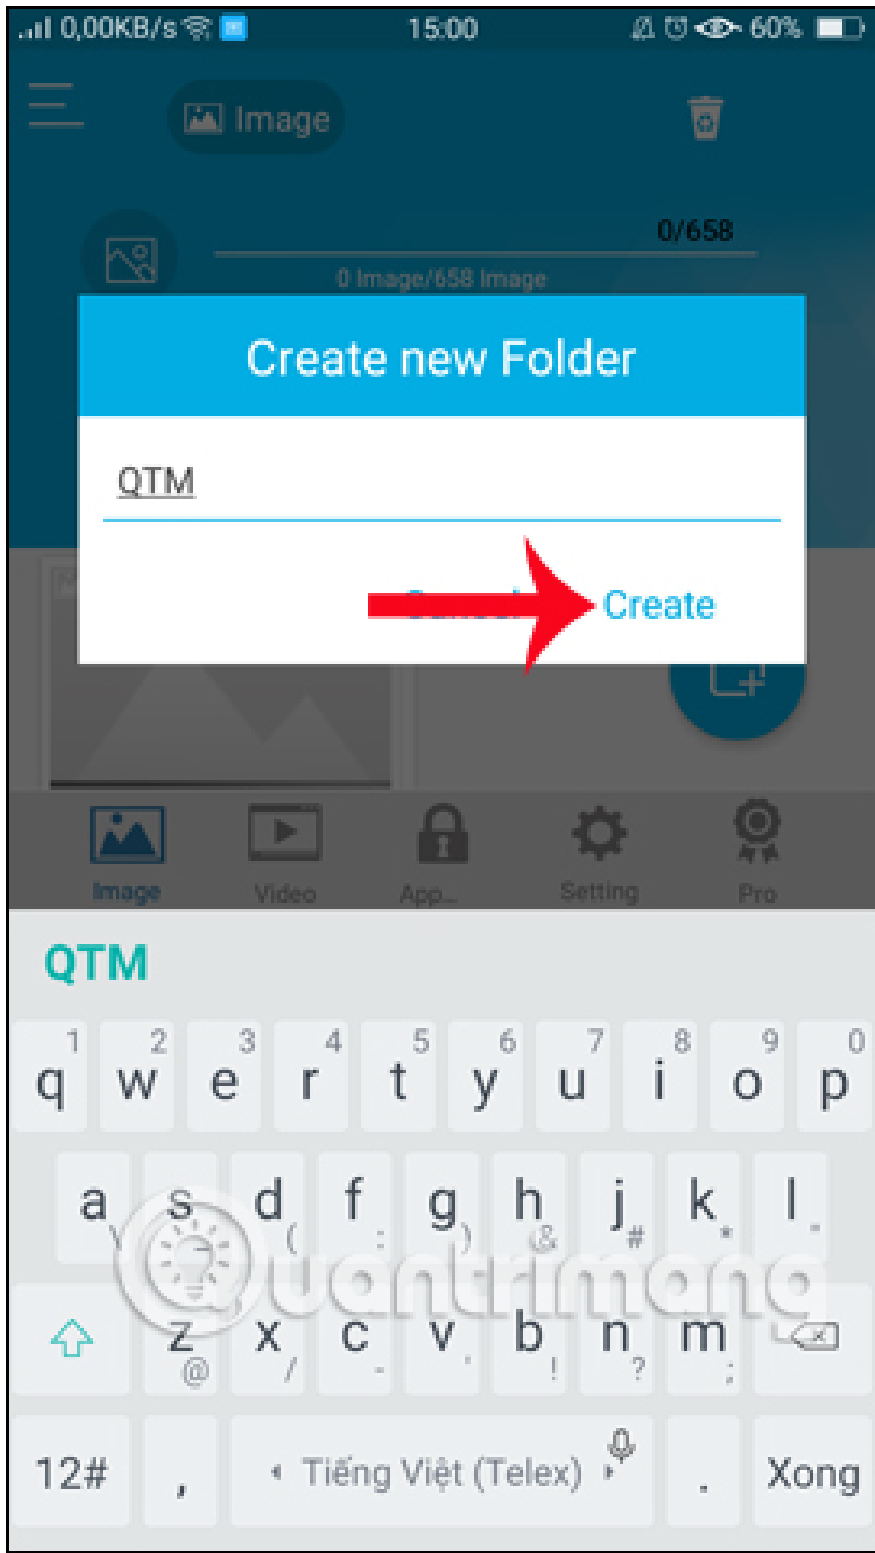 0,00KB/s 15:00 60%
Image
0/658
0 Image/658 Image
Create new Folder
QTM
Create
Image Video App... Setting Pro
QTM
1 2 3 4 5 6 7 8 9 0
q w e r t y u i o p
a s d f g h j k l
\ ( : ) & # * "
Quantrimang
z x c v b n m
@ / - ' ! ? ;
12# , Tiếng Việt (Telex) . Xong